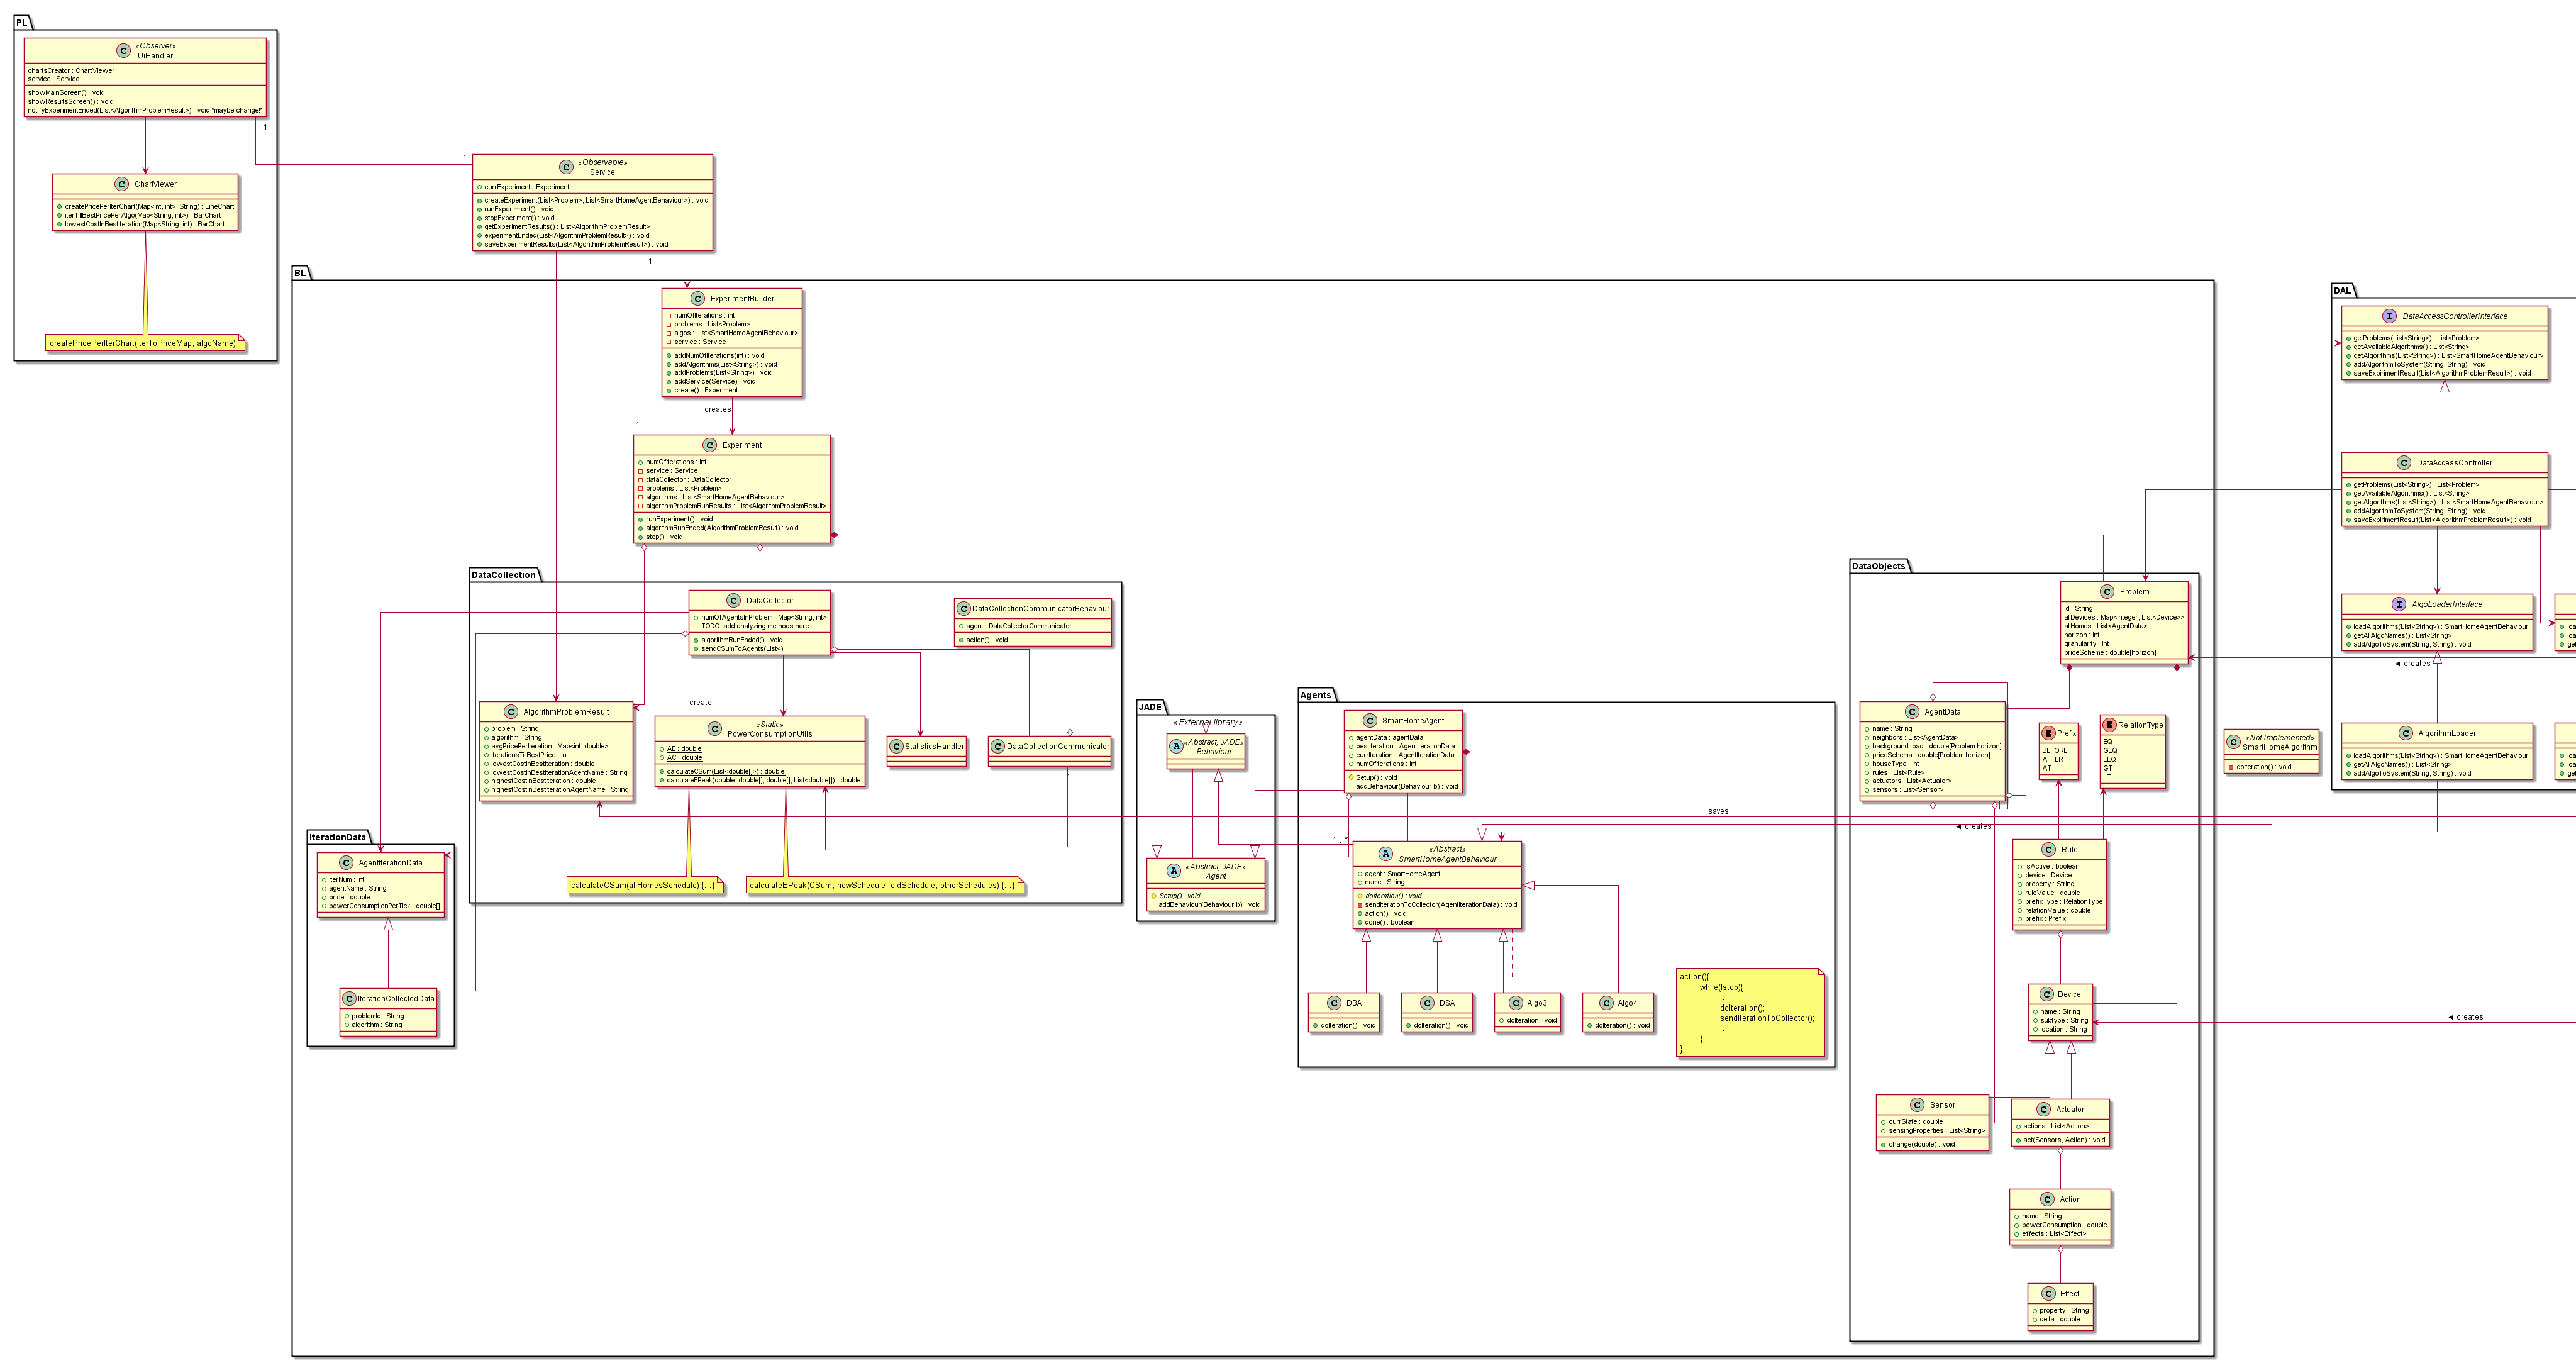 PL
«Observer»
UiHandler
chartsCreator : ChartViewer
service : Service
showMainScreen() : void
showResultsScreen() : void
notifyExperimentEnded(List<AlgorithmProblemResult>) : void *maybe change!*
1
1
ChartViewer
createPricePerIterChart(Map<int, int>, String) : LineChart
iterTillBestPricePerAlgo(Map<String, int>) : BarChart
lowestCostInBestIteration(Map<String, int) : BarChart
createPricePerIterChart(iterToPriceMap, algoName)
«Observable»
Service
currExperiment : Experiment
createExperiment(List<Problem>, List<SmartHomeAgentBehaviour>) : void
runExperimrent() : void
stopExperiment() : void
getExperimentResults() : List<AlgorithmProblemResult>
experimentEnded(List<AlgorithmProblemResult>) : void
saveExperimentResults(List<AlgorithmProblemResult>) : void
1
BL
ExperimentBuilder
numOfIterations : int
problems : List<Problem>
algos : List<SmartHomeAgentBehaviour>
service : Service
addNumOfIterations(int) : void
addAlgorithms(List<String>) : void
addProblems(List<String>) : void
addService(Service) : void
create() : Experiment
creates
1
Experiment
numOfIterations : int
service : Service
dataCollector : DataCollector
problems : List<Problem>
algorithms : List<SmartHomeAgentBehaviour>
algorithmProblemRunResults : List<AlgorithmProblemResult>
runExperiment() : void
algorithmRunEnded(AlgorithmProblemResult) : void
stop() : void
DataCollection
DataCollector
numOfAgentsInProblem : Map<String, int>
TODO: add analyzing methods here
algorithmRunEnded() : void
sendCSumToAgents(List<)
DataCollectionCommunicatorBehaviour
agent : DataCollectorCommunicator
action() : void
create
AlgorithmProblemResult
problem : String
algorithm : String
avgPricePerIteration : Map<int, double>
iterationsTillBestPrice : int
lowestCostInBestIteration : double
lowestCostInBestIterationAgentName : String
highestCostInBestIteration : double
highestCostInBestIterationAgentName : String
«Static»
PowerConsumptionUtils
AE : double
AC : double
calculateCSum(List<double[]>) : double
calculateEPeak(double, double[], double[], List<double[]) : double
StatisticsHandler
DataCollectionCommunicator
1
calculateCSum(allHomesSchedule) {...}
calculateEPeak(CSum, newSchedule, oldSchedule, otherSchedules) {...}
IterationData
AgentIterationData
iterNum : int
agentName : String
price : double
powerConsumptionPerTick : double[]
IterationCollectedData
problemId : String
algorithm : String
JADE
«External library»
«Abstract, JADE»
Behaviour
«Abstract, JADE»
Agent
Setup() : void
addBehaviour(Behaviour b) : void
Agents
SmartHomeAgent
agentData : agentData
bestIteration : AgentIterationData
currIteration : AgentIterationData
numOfIterations : int
Setup() : void
addBehaviour(Behaviour b) : void
1...*
«Abstract»
SmartHomeAgentBehaviour
agent : SmartHomeAgent
name : String
doIteration() : void
sendIterationToCollector(AgentIterationData) : void
action() : void
done() : boolean
DBA
doIteration() : void
DSA
doIteration() : void
Algo3
doIteration : void
Algo4
doIteration() : void
action(){
while(!stop){
...
doIteration();
sendIterationToCollector();
..
}
}
saves
◄ creates
DataObjects
Problem
id : String
allDevices : Map<Integer, List<Device>>
allHomes : List<AgentData>
horizon : int
granularity : int
priceScheme : double[horizon]
AgentData
name : String
neighbors : List<AgentData>
backgroundLoad : double[Problem.horizon]
priceSchema : double[Problem.horizon]
houseType : int
rules : List<Rule>
actuators : List<Actuator>
sensors : List<Sensor>
Prefix
BEFORE
AFTER
AT
RelationType
EQ
GEQ
LEQ
GT
LT
Rule
isActive : boolean
device : Device
property : String
ruleValue : double
prefixType : RelationType
relationValue : double
prefix : Prefix
Device
name : String
subtype : String
location : String
Sensor
currState : double
sensingProperties : List<String>
change(double) : void
Actuator
actions : List<Action>
act(Sensors, Action) : void
Action
name : String
powerConsumption : double
effects : List<Effect>
Effect
property : String
delta : double
«Not Implemented»
SmartHomeAlgorithm
doIteration() : void
DAL
DataAccessControllerInterface
getProblems(List<String>) : List<Problem>
getAvailableAlgorithms() : List<String>
getAlgorithms(List<String>) : List<SmartHomeAgentBehaviour>
addAlgorithmToSystem(String, String) : void
saveExpirimentResult(List<AlgorithmProblemResult>) : void
DataAccessController
getProblems(List<String>) : List<Problem>
getAvailableAlgorithms() : List<String>
getAlgorithms(List<String>) : List<SmartHomeAgentBehaviour>
addAlgorithmToSystem(String, String) : void
saveExpirimentResult(List<AlgorithmProblemResult>) : void
AlgoLoaderInterface
loadAlgorithms(List<String>) : SmartHomeAgentBehaviour
getAllAlgoNames() : List<String>
addAlgoToSystem(String, String) : void
◄ creates
AlgorithmLoader
loadAlgorithms(List<String>) : SmartHomeAgentBehaviour
getAllAlgoNames() : List<String>
addAlgoToSystem(String, String) : void
◄ creates